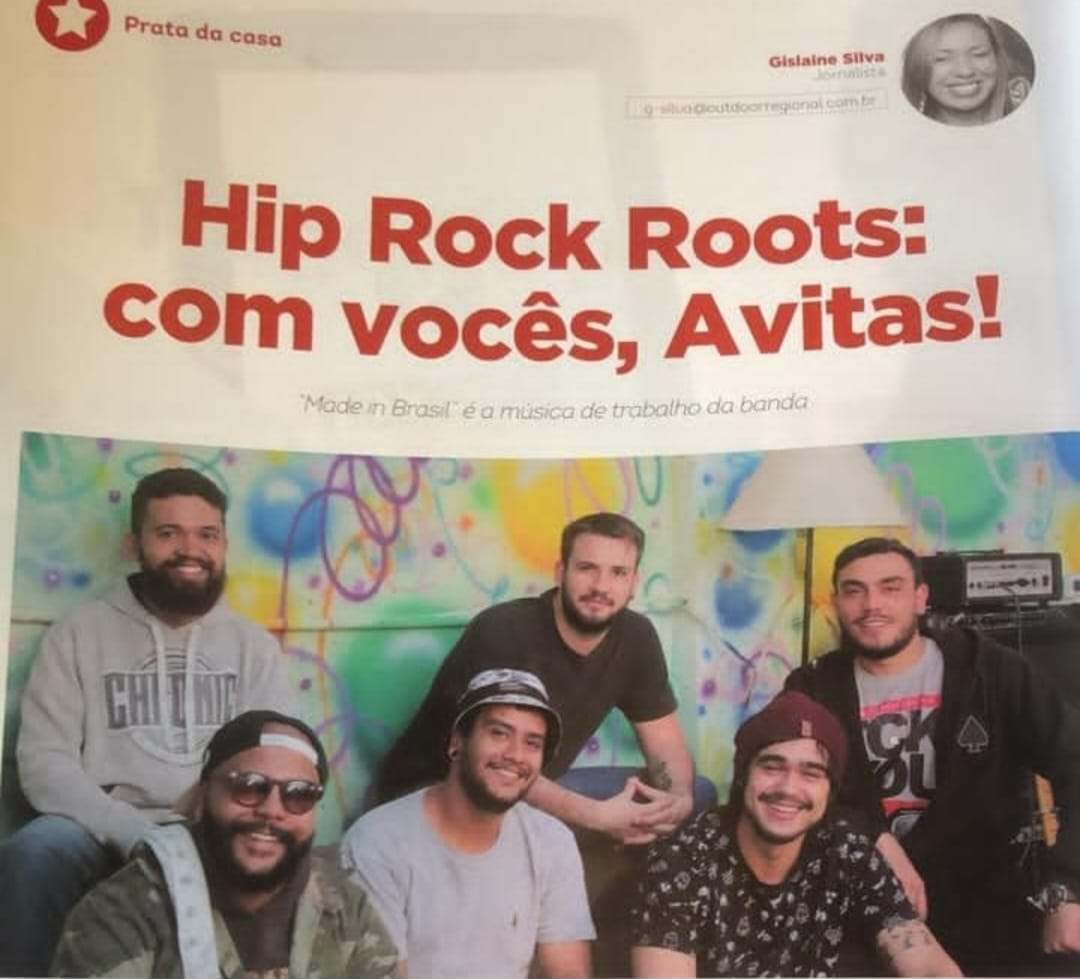 Prata da casa
Gislaine Silva
Jornalista
g-silva@outdoorregional.com.br
Hip Rock Roots:
com vocês, Avitas!
"Made in Brasil" é a música de trabalho da banda
CHRONIC